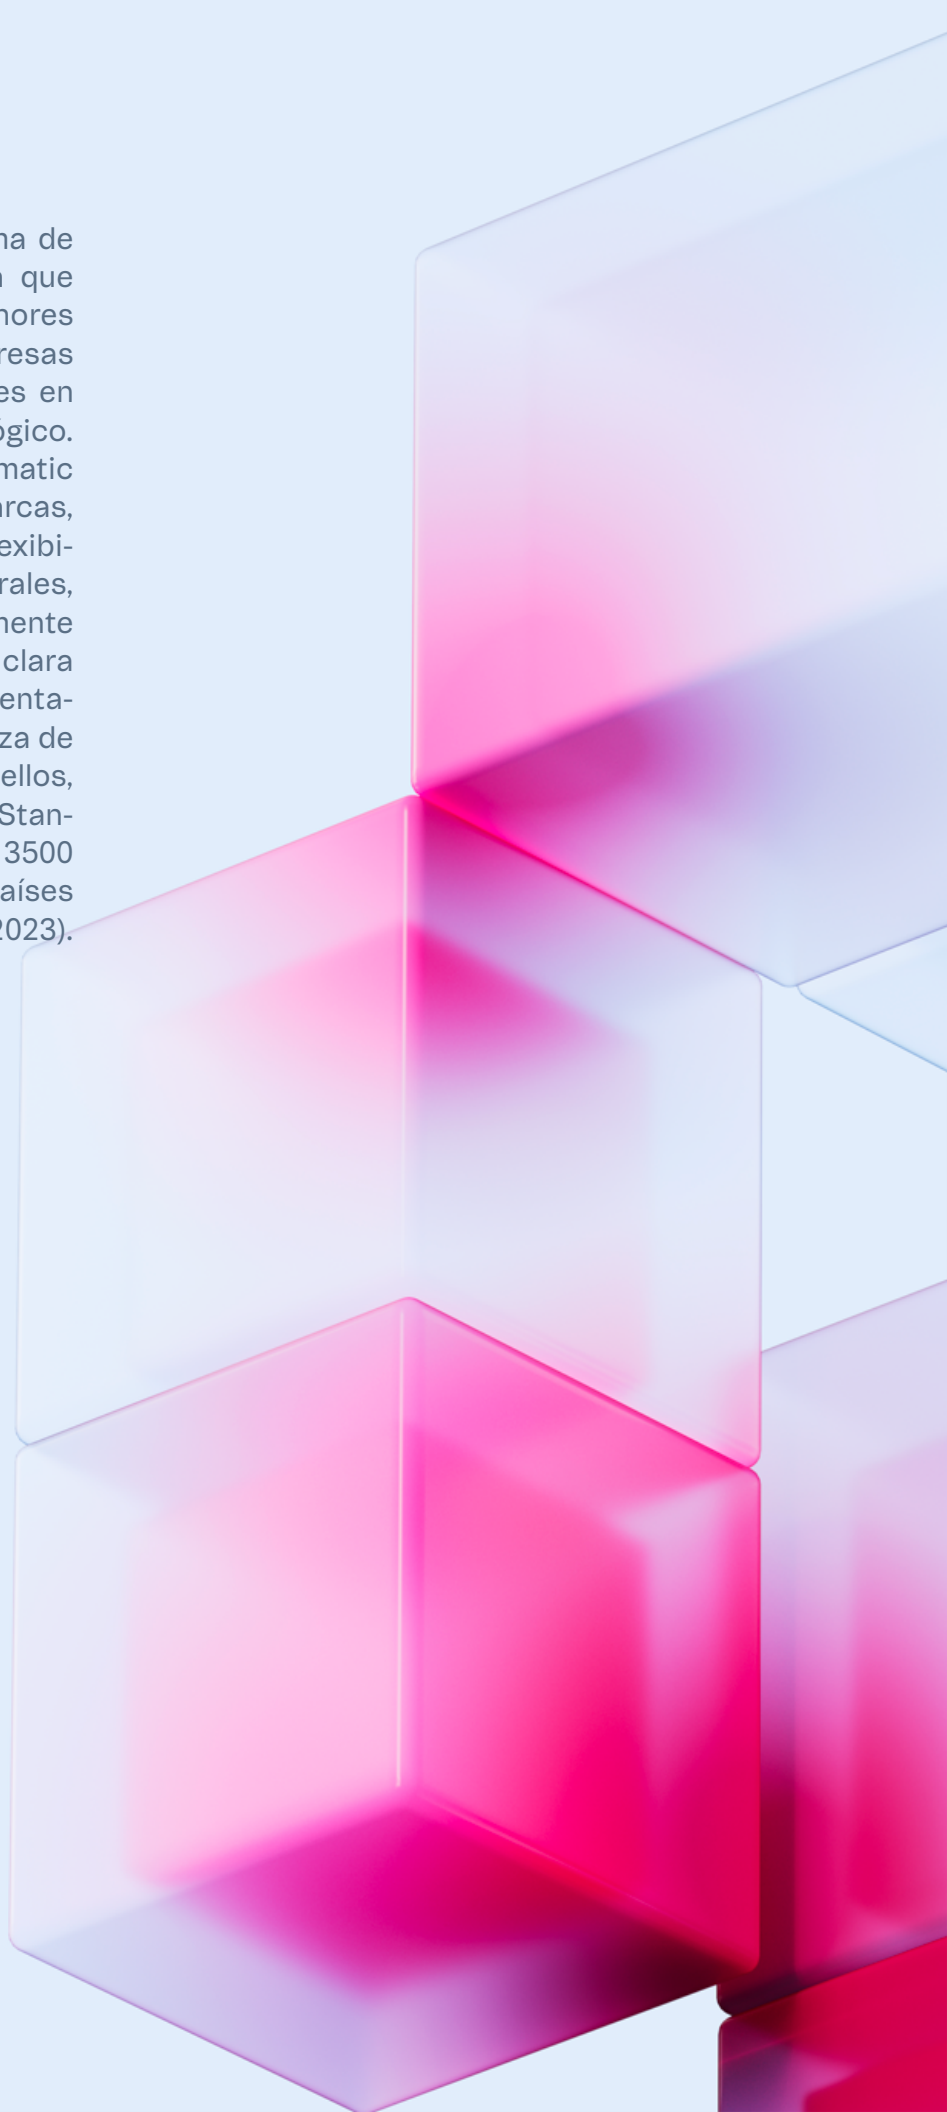 na de
que
nores
resas
es en
ógico.
matic
arcas,
exibi-
rales,
nente
clara
enta-
za de
ellos,
Stan-
3500
aíses
2023).